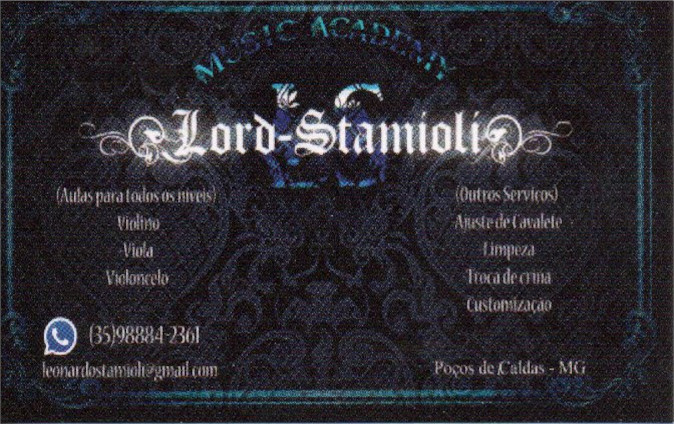 MUSIC ACADEMY
LS
Lord-Stamioli
(Aulas para todos os níveis)
Violino
Viola
Violoncelo
(Outros Serviços)
Ajuste de Cavalete
Limpeza
Troca de crina
Customização
(35)98884-2361
leonardostamioli@gmail.com
Poços de Caldas - MG